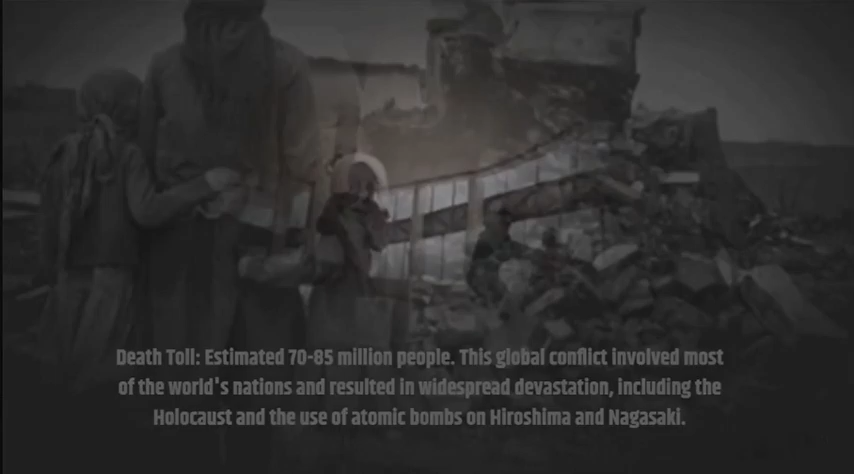 Death Toll: Estimated 70-85 million people. This global conflict involved most
of the world's nations and resulted in widespread devastation, including the
Holocaust and the use of atomic bombs on Hiroshima and Nagasaki.